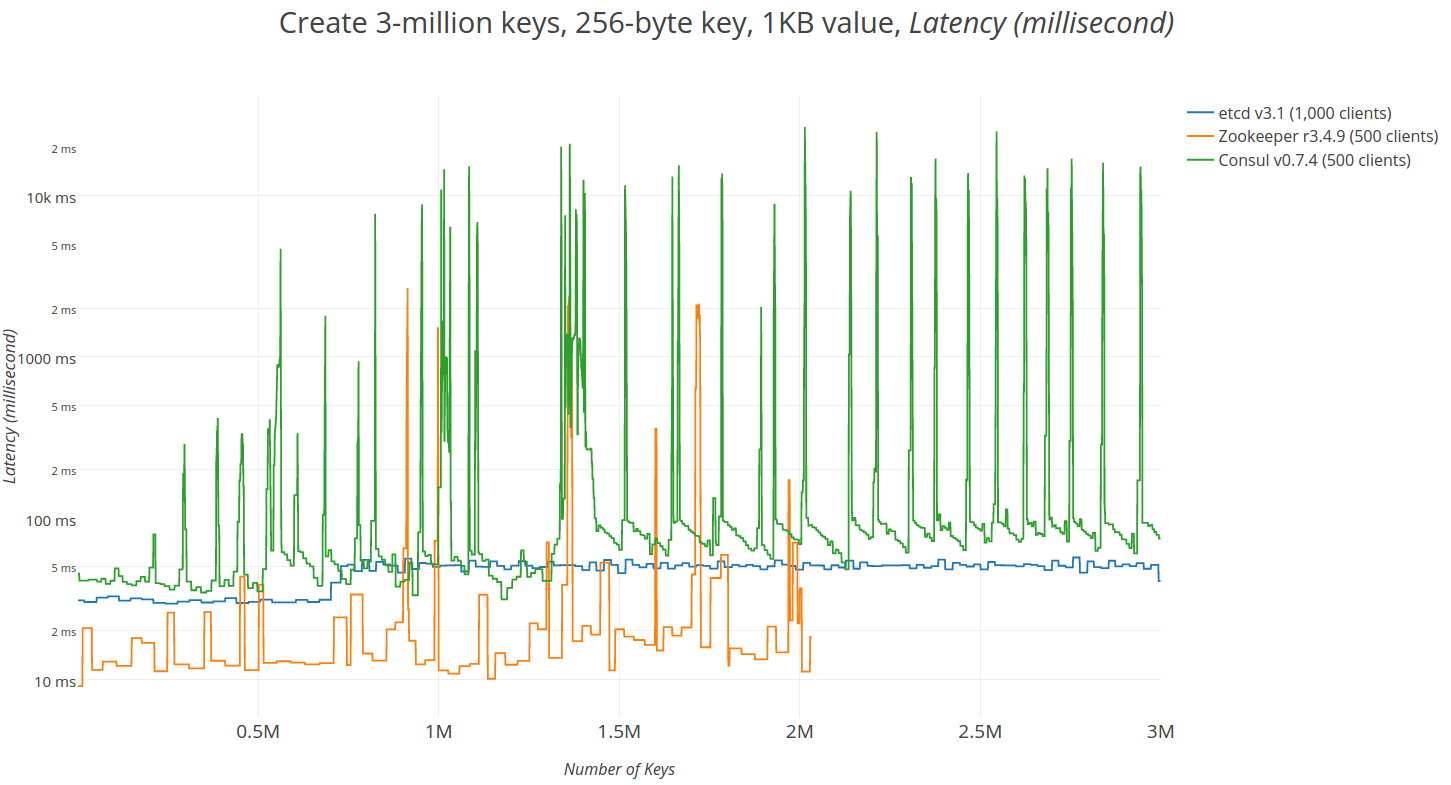 Create 3-million keys, 256-byte key, 1KB value, Latency (millisecond)
etcd v3.1 (1,000 clients)
Zookeeper r3.4.9 (500 clients)
Consul v0.7.4 (500 clients)
2 ms
10k ms
5 ms
2 ms
1000 ms
5 ms
2 ms
100 ms
5 ms
2 ms
10 ms
Latency (millisecond)
0.5M
1M
1.5M
2M
2.5M
3M
Number of Keys